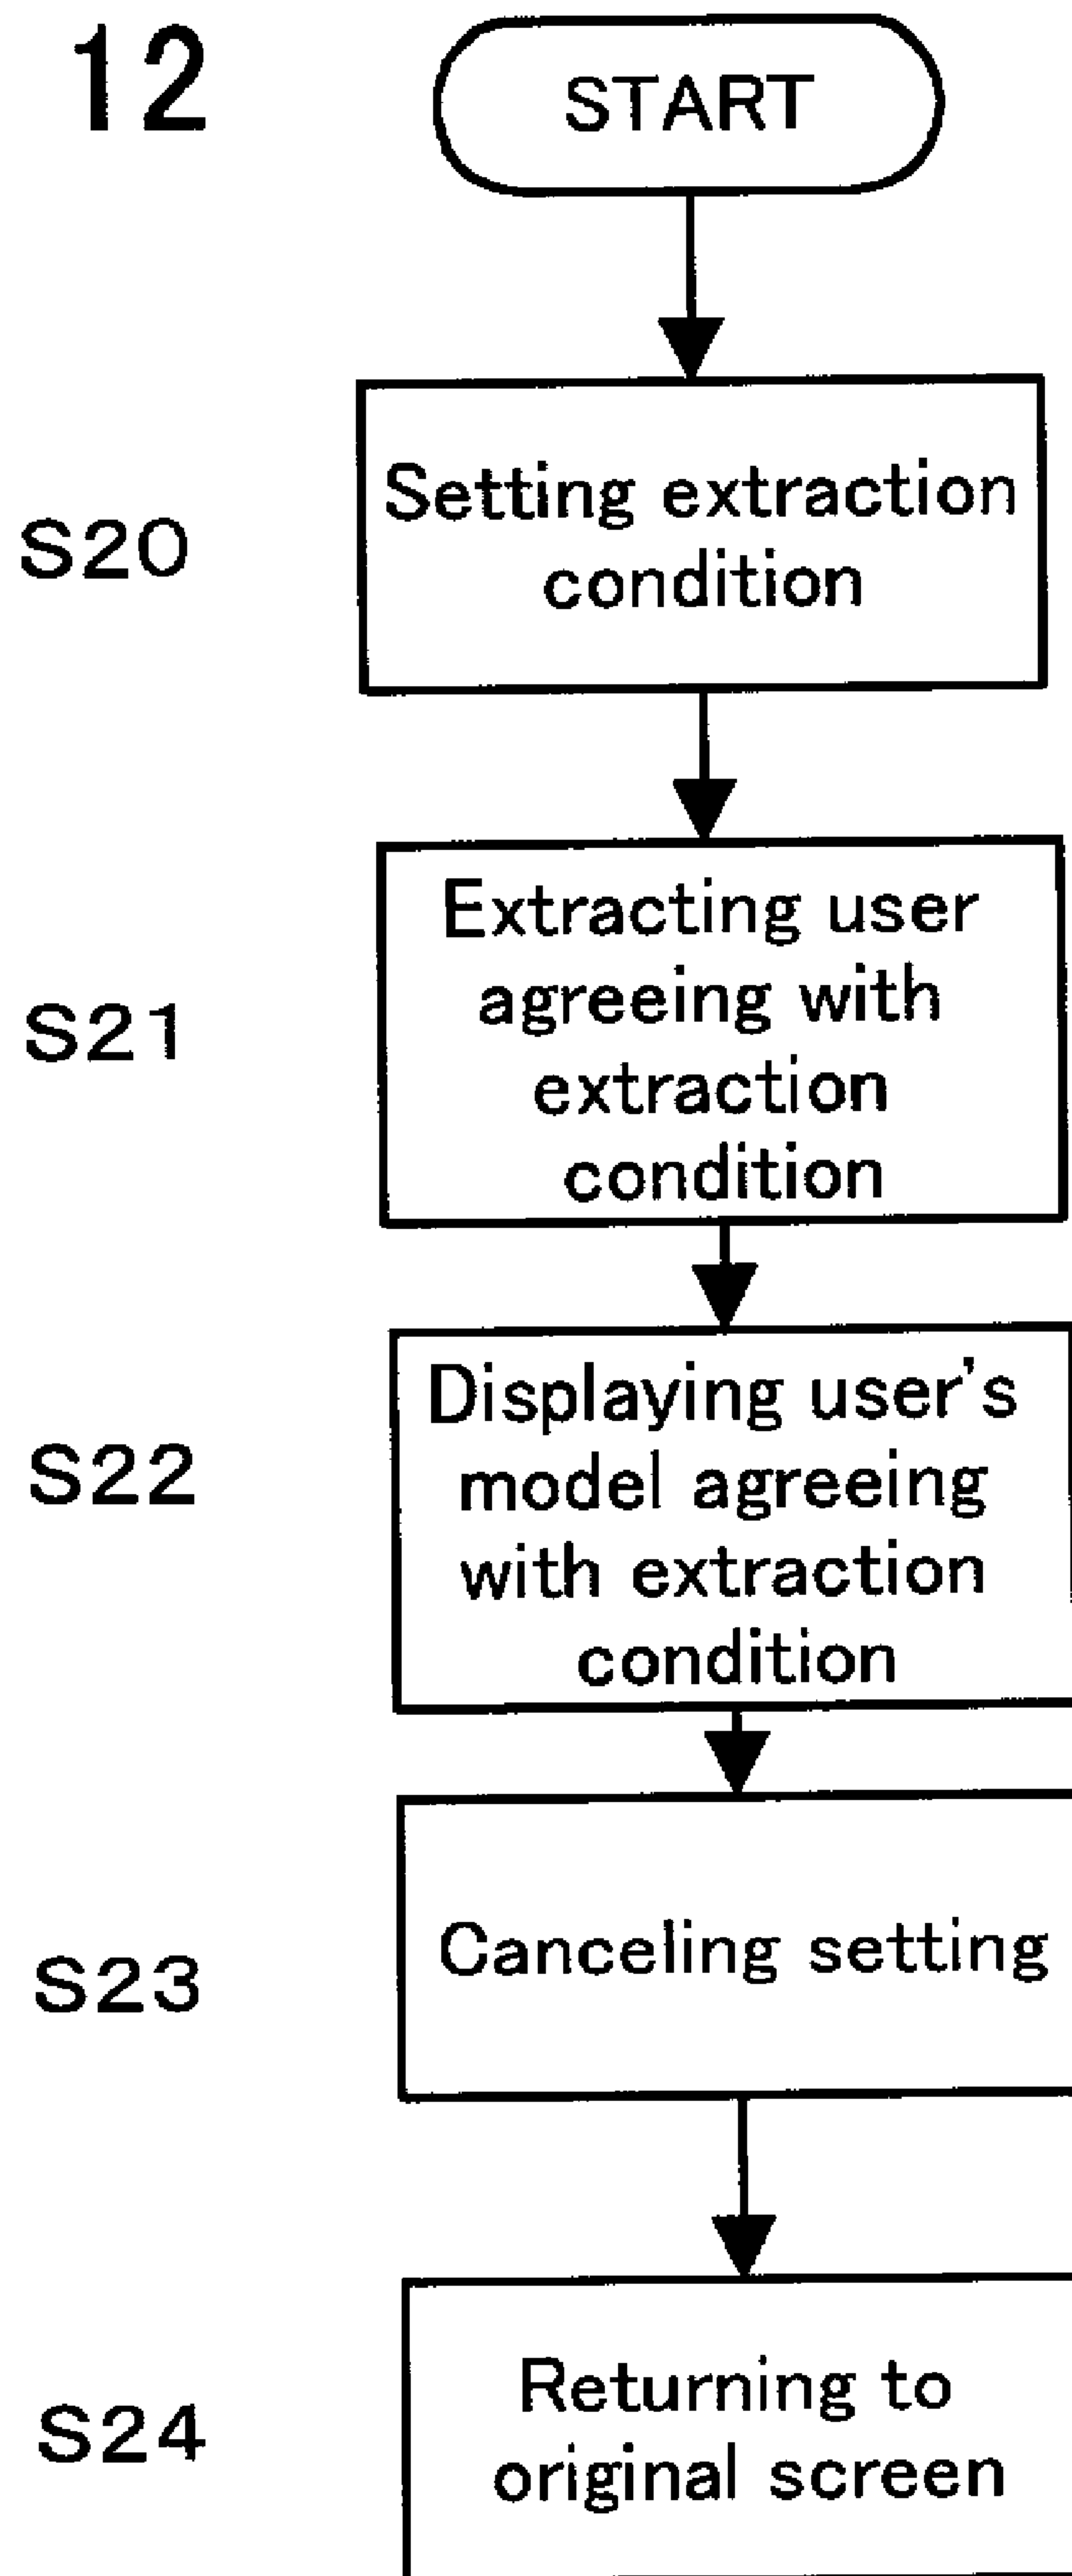 12
START
S20
Setting extraction
condition
S21
Extracting user
agreeing with
extraction
condition
S22
Displaying user's
model agreeing
with extraction
condition
S23
Canceling setting
S24
Returning to
original screen